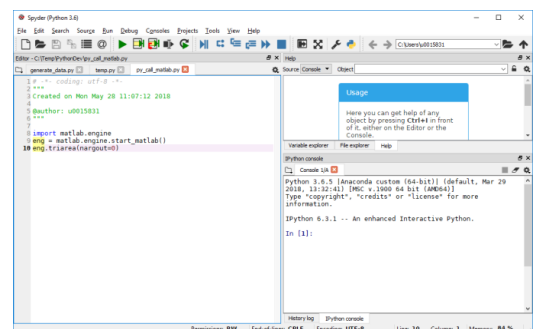 Spyder (Python 3.6)
File Edit Search Source Run Debug Consoles Projects Tools View Help
C:\Users\u0015831
Editor - C:\Temp\PythonDev\py_call_matlab.py
generate_data.py temp.py py_call_matlab.py
1 # -*- coding: utf-8 -*-
2 """
3 Created on Mon May 28 11:07:12 2018
4
5 @author: u0015831
6 """
7
8 import matlab.engine
9 eng = matlab.engine.start_matlab()
10 eng.triarea(nargout=0)
Help
Source Console Object
Usage
Here you can get help of any
object by pressing Ctrl+I in front
of it, either on the Editor or the
Console.
Variable explorer File explorer Help
IPython console
Console 1/A
Python 3.6.5 |Anaconda custom (64-bit)| (default, Mar 29
2018, 13:32:41) [MSC v.1900 64 bit (AMD64)]
Type "copyright", "credits" or "license" for more
information.
IPython 6.3.1 -- An enhanced Interactive Python.
In [1]:
History log IPython console
Permissions: RW End-of-lines: CRLF Encoding: UTF-8 Line: 10 Column: 1 Memory: 84 %